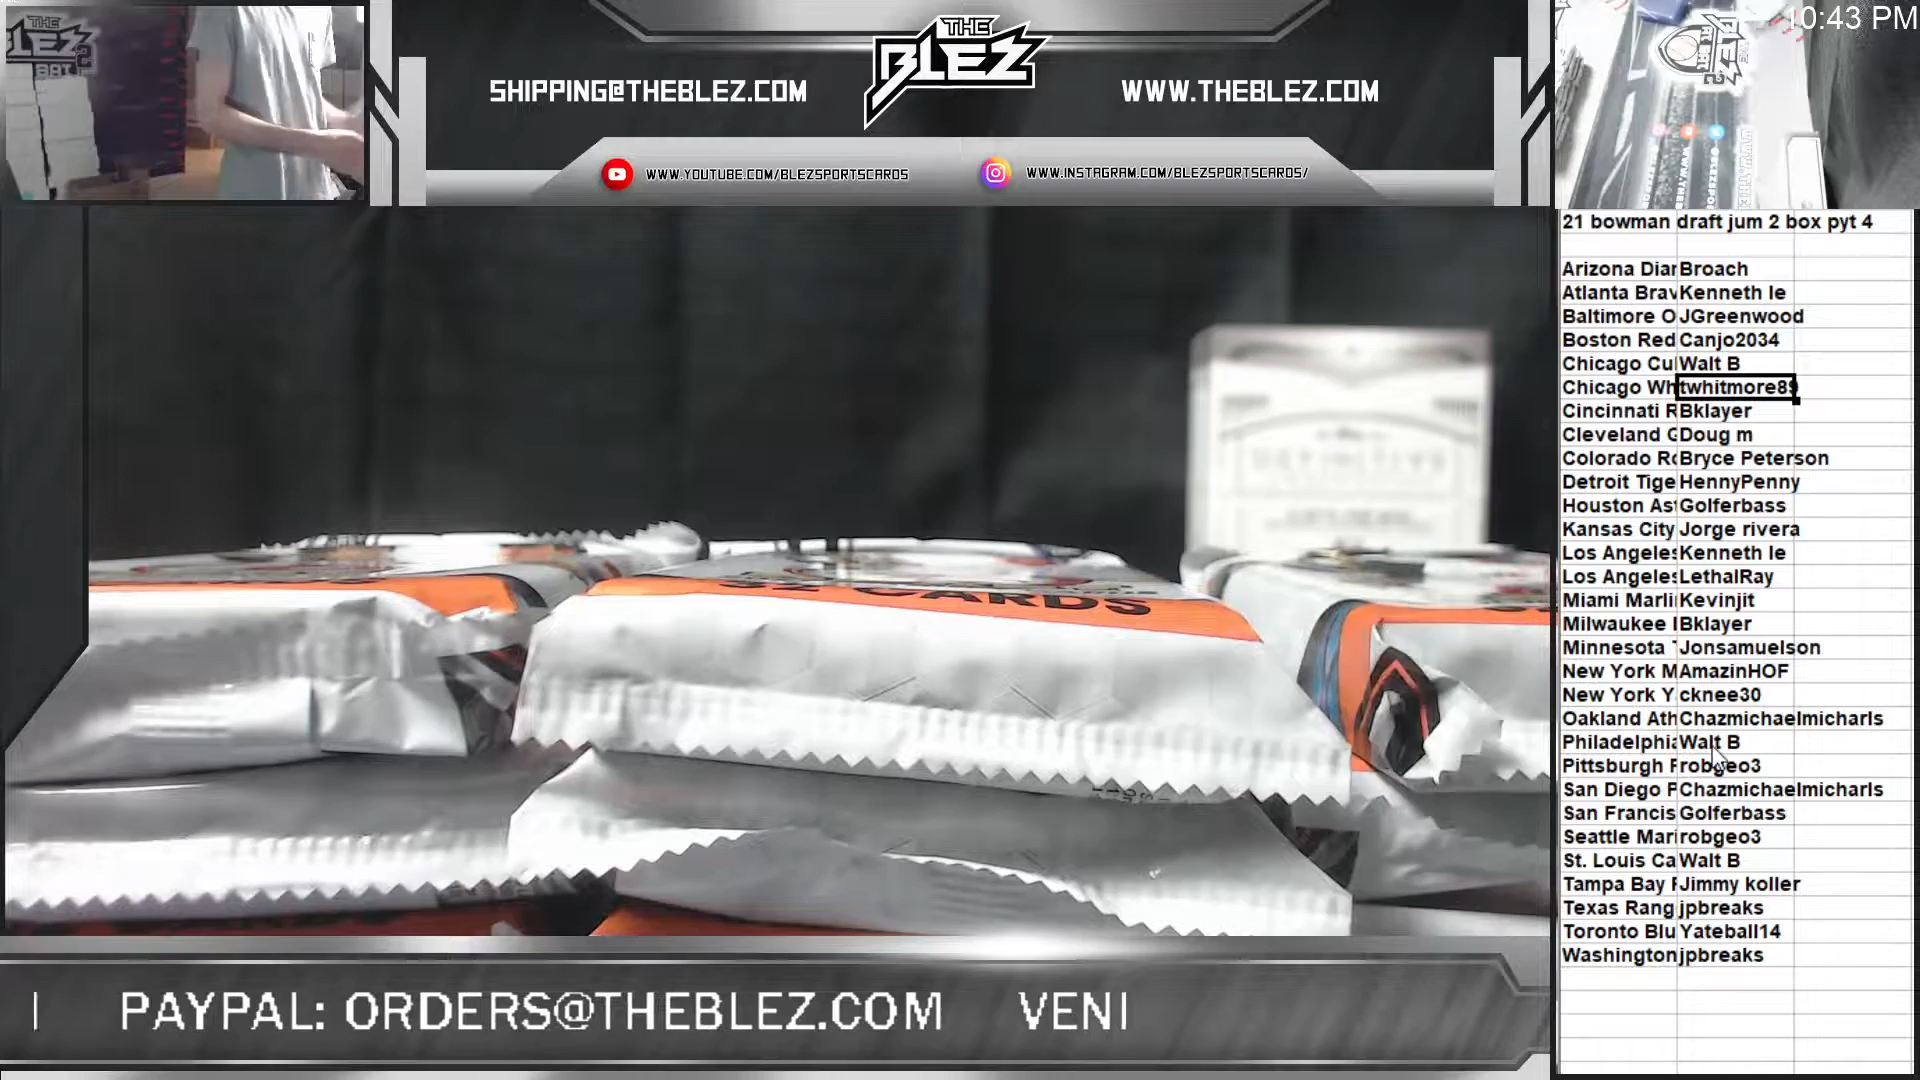 THE
BLEZ
SHIPPING@THEBLEZ.COM
WWW.THEBLEZ.COM
WWW.YOUTUBE.COM/BLEZSPORTSCARDS
WWW.INSTAGRAM.COM/BLEZSPORTSCARDS/
10:43 PM
21 bowman draft jum 2 box pyt 4
Arizona Diar Broach
Atlanta Brav Kenneth le
Baltimore O JGreenwood
Boston Red Canjo2034
Chicago Cul Walt B
Chicago Wh twhitmore89
Cincinnati R Bklayer
Cleveland G Doug m
Colorado Ro Bryce Peterson
Detroit Tige HennyPenny
Houston Ast Golferbass
Kansas City Jorge rivera
Los Angeles Kenneth le
Los Angeles LethalRay
Miami Marli Kevinjit
Milwaukee Bklayer
Minnesota Jonsamuelson
New York M AmazinHOF
New York Y cknee30
Oakland Ath Chazmichaelmicharls
Philadelphia Walt B
Pittsburgh P robgeo3
San Diego P Chazmichaelmicharls
San Francis Golferbass
Seattle Mari robgeo3
St. Louis Ca Walt B
Tampa Bay Jimmy koller
Texas Rang jpbreaks
Toronto Blu Yateball14
Washington jpbreaks
CARDS
DEFINITIVE
PAYPAL: ORDERS@THEBLEZ.COM VENI